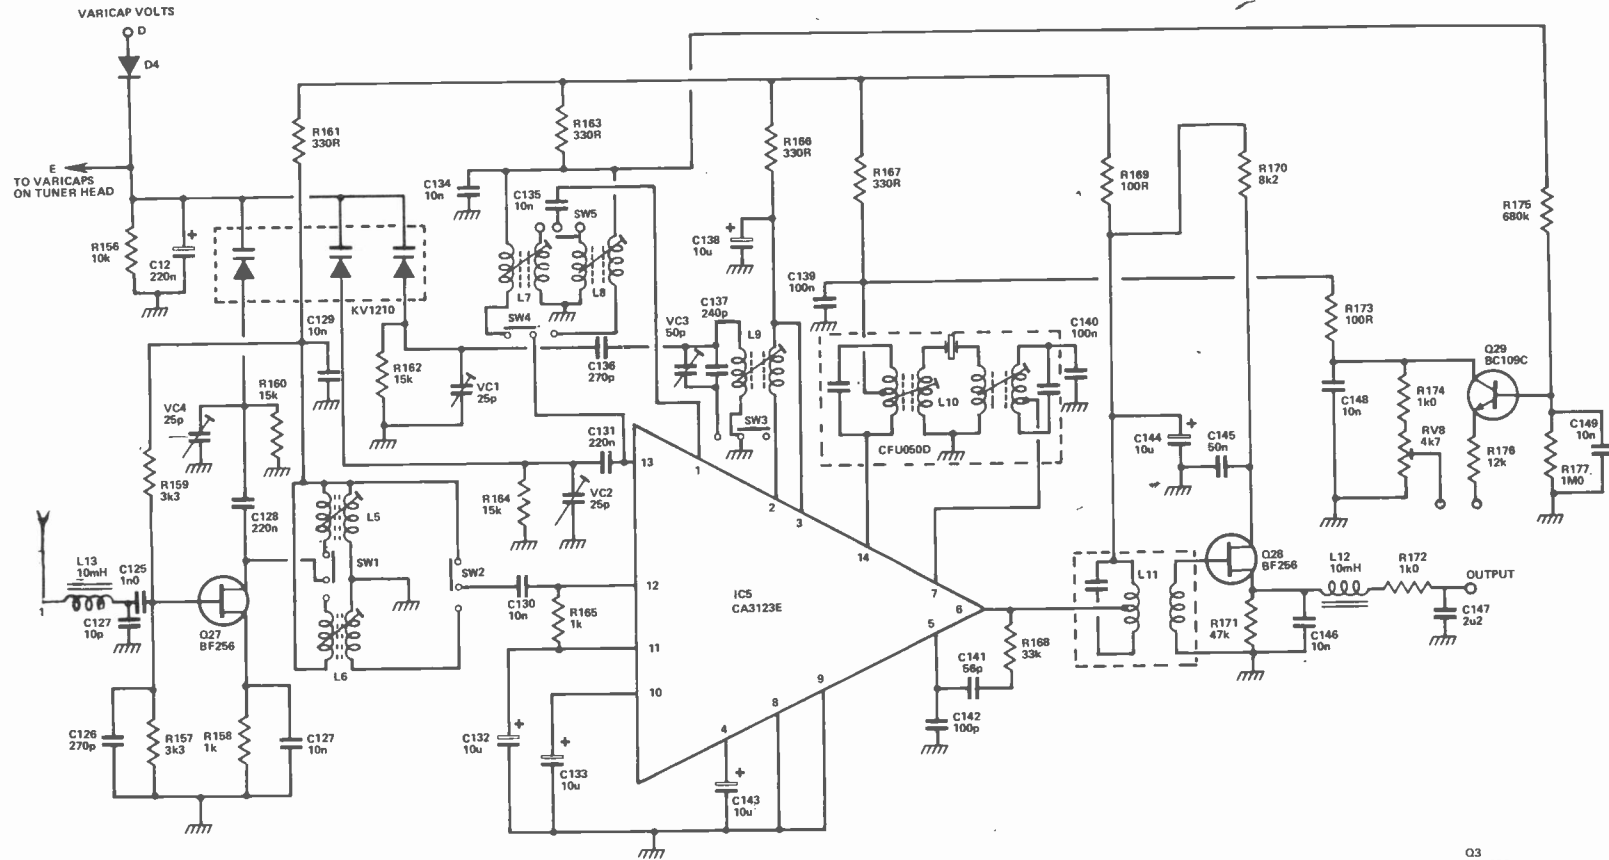 VARICAP VOLTS
D
D4
E
TO VARICAPS
ON TUNER HEAD
R161
330R
R163
330R
R166
330R
R167
330R
R169
100R
R170
8k2
R175
680k
C134
10n
C135
10n
SW5
C138
10u
+
R156
10k
C12
220n
+
KV1210
C129
10n
L7
L8
SW4
C139
100n
R173
100R
VC3
50p
C137
240p
L9
C140
100n
Q29
BC109C
R162
15k
VC1
25p
C136
270p
R160
15k
VC4
25p
L10
C148
10n
R174
1k0
SW3
C131
220n
CFU050D
C144
10u
+
C145
50n
RV8
4k7
R176
12k
C149
10n
R177
1M0
13
1
2
3
14
R159
3k3
C128
220n
L5
R164
15k
VC2
25p
SW1
SW2
L13
10mH
C125
1n0
1
C127
10p
Q27
BF256
C130
10n
12
R165
1k
IC5
CA3123E
7
6
5
L11
Q28
BF256
L12
10mH
R172
1k0
OUTPUT
C147
2u2
L6
11
10
R168
33k
R171
47k
C146
10n
C141
56p
C142
100p
9
8
4
C126
270p
R157
3k3
R158
1k
C127
10n
C132
10u
+
C133
10u
+
C143
10u
+
Q3